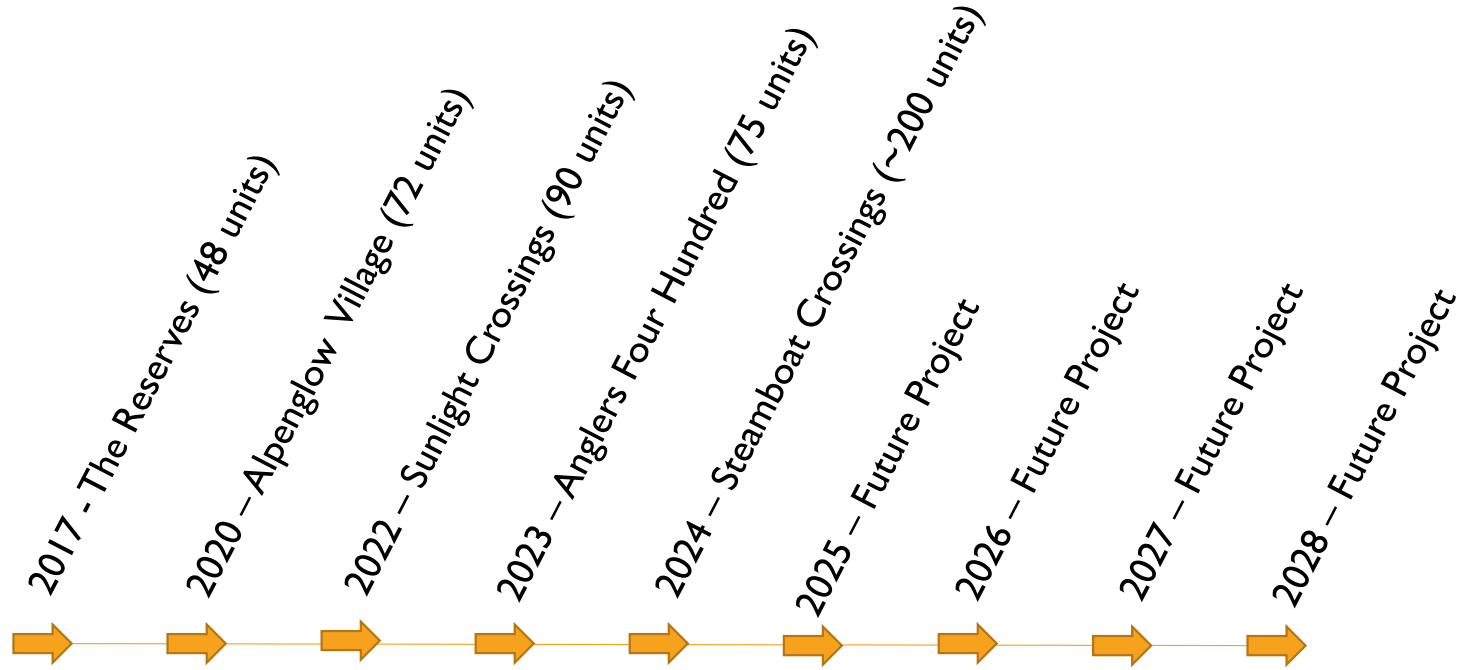 2017 - The Reserves (48 units)
2020 – Alpenglow Village (72 units)
2022 – Sunlight Crossings (90 units)
2023 – Anglers Four Hundred (75 units)
2024 – Steamboat Crossings (~200 units)
2025 – Future Project
2026 – Future Project
2027 – Future Project
2028 – Future Project